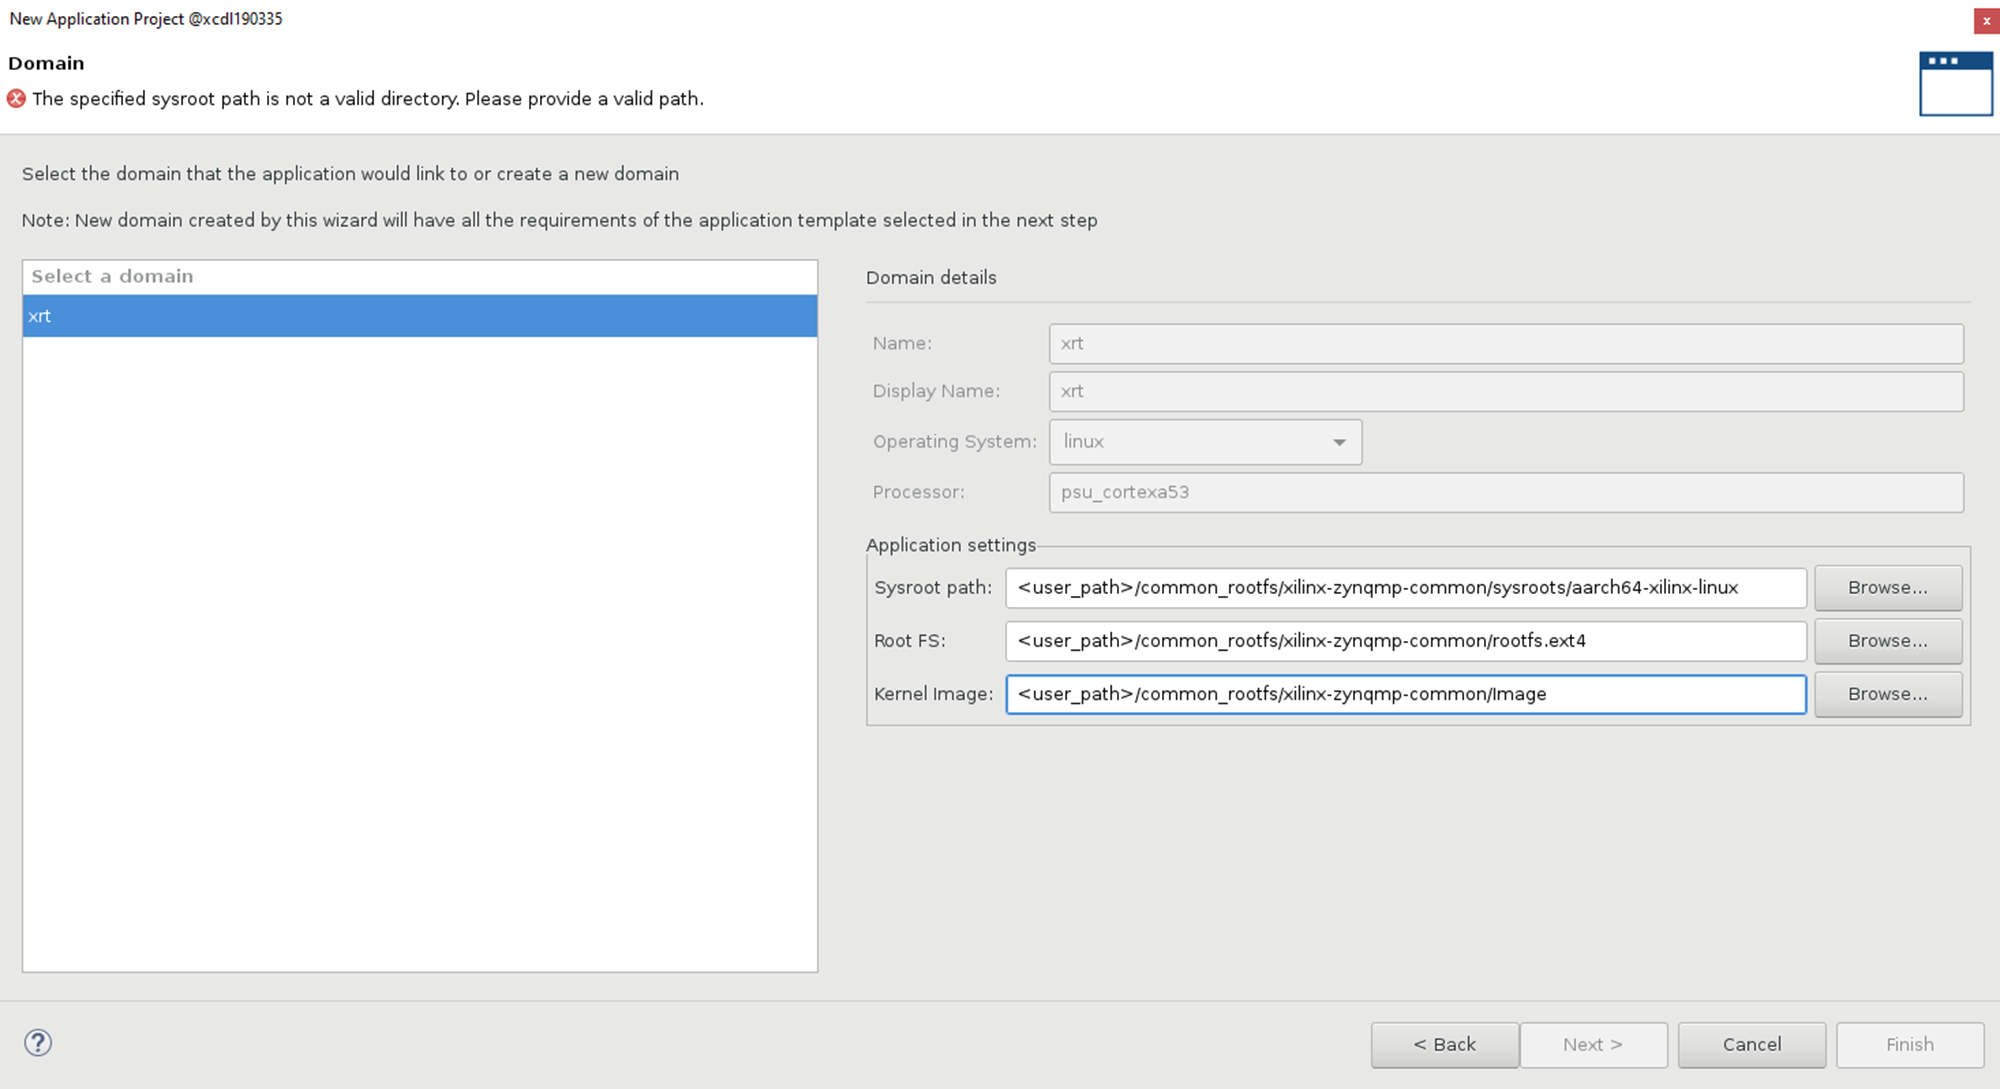 New Application Project @xcdl190335
x
Domain
The specified sysroot path is not a valid directory. Please provide a valid path.
Select the domain that the application would link to or create a new domain
Note: New domain created by this wizard will have all the requirements of the application template selected in the next step
Select a domain
xrt
Domain details
Name: xrt
Display Name: xrt
Operating System: linux
Processor: psu_cortexa53
Application settings
Sysroot path: <user_path>/common_rootfs/xilinx-zynqmp-common/sysroots/aarch64-xilinx-linux Browse...
Root FS: <user_path>/common_rootfs/xilinx-zynqmp-common/rootfs.ext4 Browse...
Kernel Image: <user_path>/common_rootfs/xilinx-zynqmp-common/Image Browse...
? < Back Next > Cancel Finish